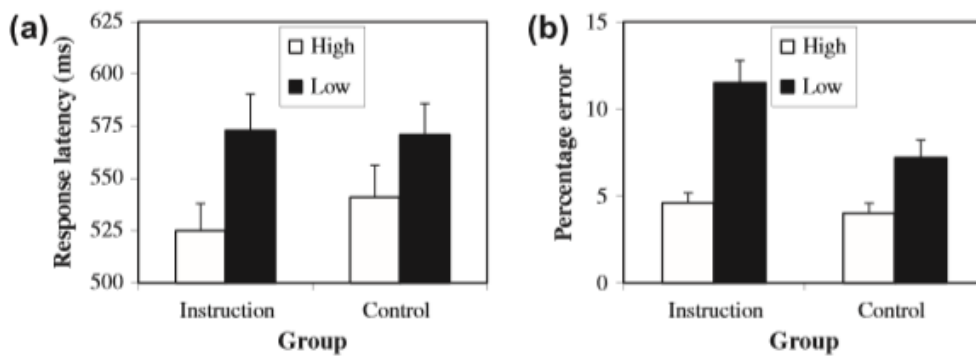 (a)
Response latency (ms)
625
600
575
550
525
500
High
Low
Instruction Control
Group
(b)
Percentage error
15
10
5
0
High
Low
Instruction Control
Group